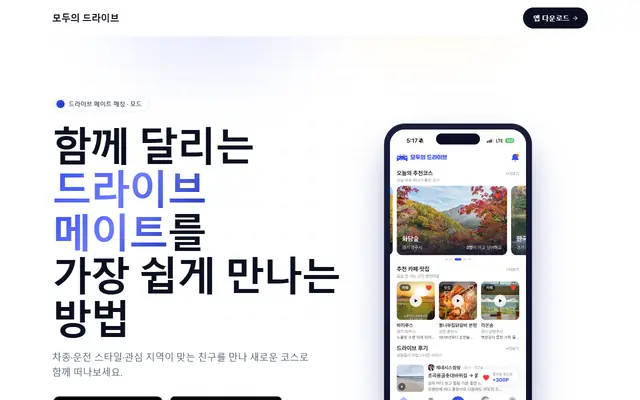 모두의 드라이브
앱 다운로드 →
드라이브 메이트 매칭 · 모드
함께 달리는
드라이브
메이트를
가장 쉽게 만나는
방법
차종·운전 스타일·관심 지역이 맞는 친구를 만나 새로운 코스로
함께 떠나보세요.
5:17
LTE
모두의 드라이브
오늘의 추천코스
화담숲
추천 카페·맛집
드라이브 후기
+300P